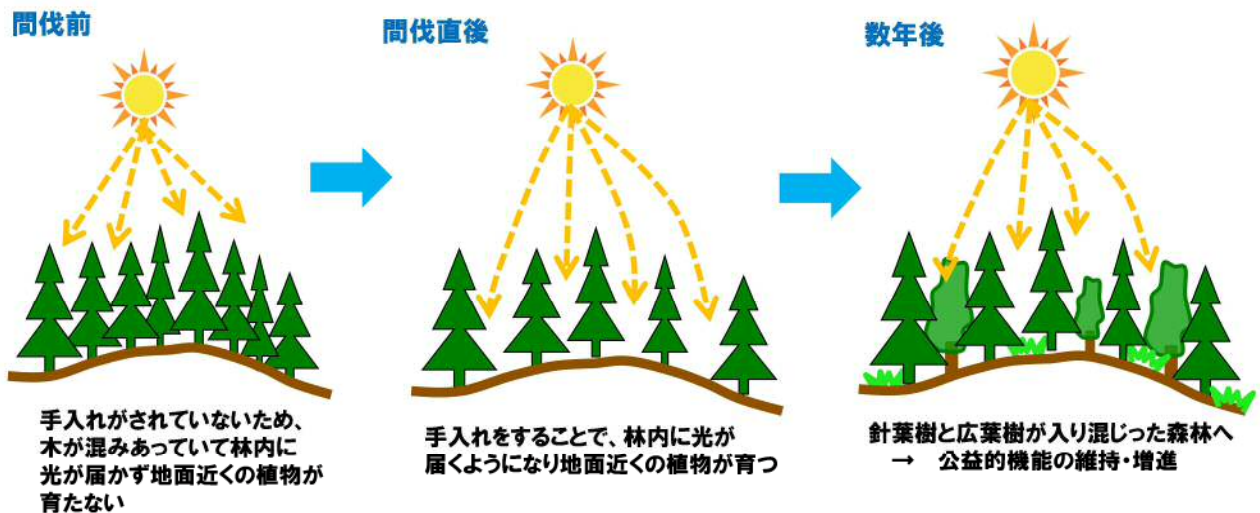 間伐前
間伐直後
数年後
手入れがされていないため、
木が混みあっていて林内に
光が届かず地面近くの植物が
育たない
手入れをすることで、林内に光が
届くようになり地面近くの植物が育つ
針葉樹と広葉樹が入り混じった森林へ
→ 公益的機能の維持・増進